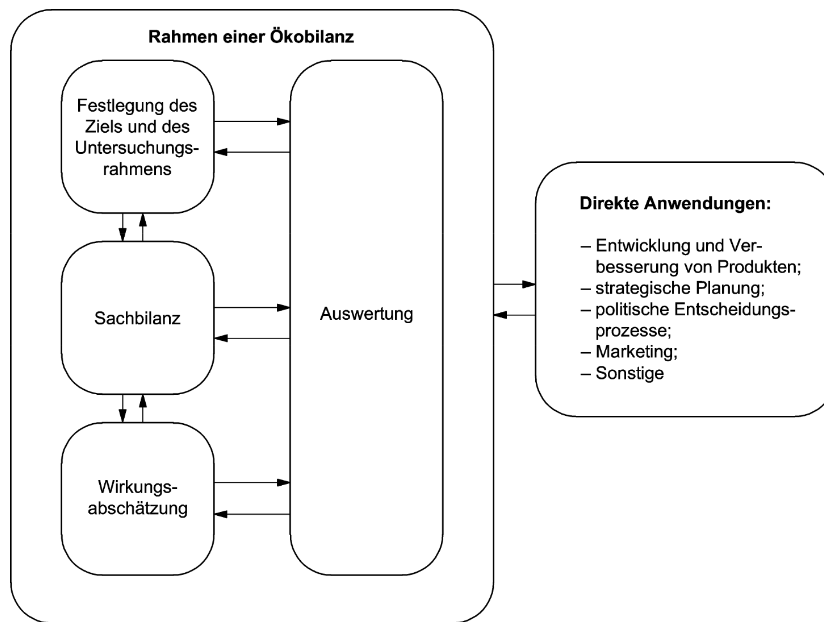 Rahmen einer Ökobilanz
Festlegung des
Ziels und des
Untersuchungs-
rahmens
Sachbilanz
Wirkungs-
abschätzung
Auswertung
Direkte Anwendungen:
– Entwicklung und Ver-
besserung von Produkten;
– strategische Planung;
– politische Entscheidungs-
prozesse;
– Marketing;
– Sonstige